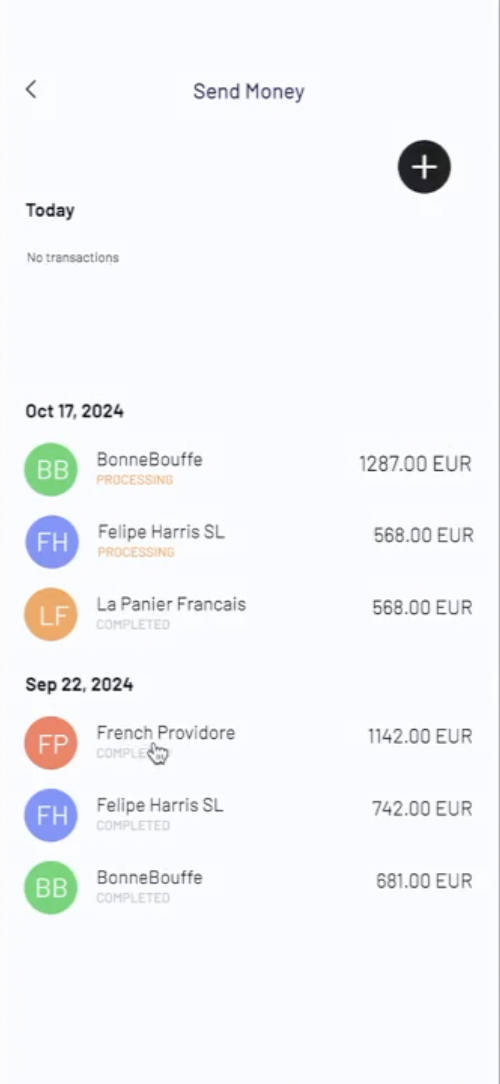 Send Money
Today
No transactions
Oct 17, 2024
BB BonneBouffe 1287.00 EUR
PROCESSING
FH Felipe Harris SL 568.00 EUR
PROCESSING
LF La Panier Francais 568.00 EUR
COMPLETED
Sep 22, 2024
FP French Providore 1142.00 EUR
FH Felipe Harris SL 742.00 EUR
COMPLETED
BB BonneBouffe 681.00 EUR
COMPLETED